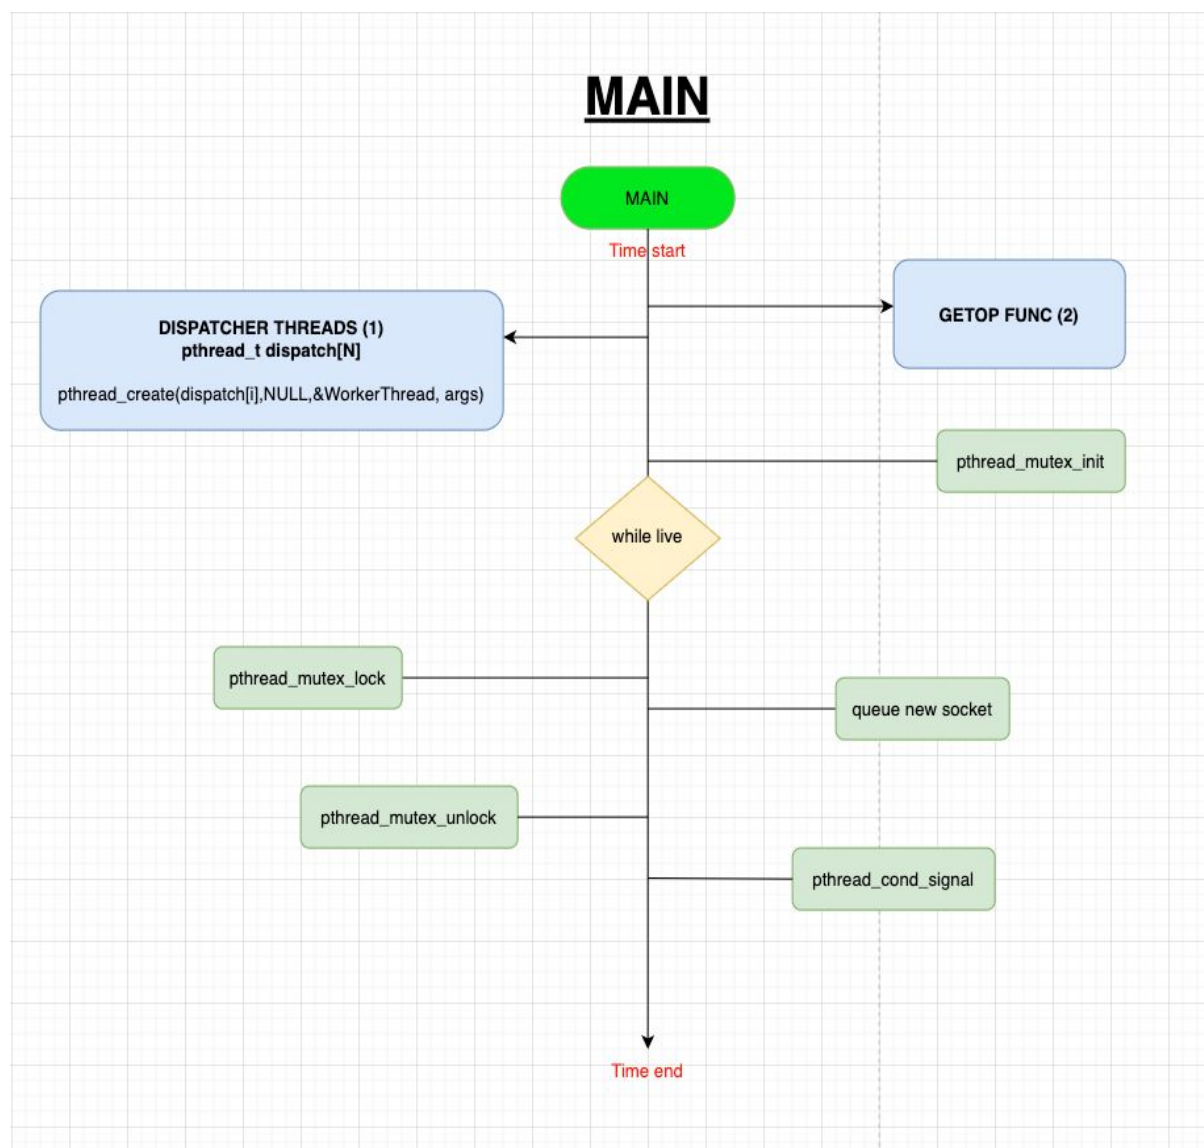 MAIN
MAIN
Time start
GETOP FUNC (2)
DISPATCHER THREADS (1)
pthread_t dispatch[N]
pthread_create(dispatch[i],NULL,&WorkerThread, args)
pthread_mutex_init
while live
pthread_mutex_lock
queue new socket
pthread_mutex_unlock
pthread_cond_signal
Time end